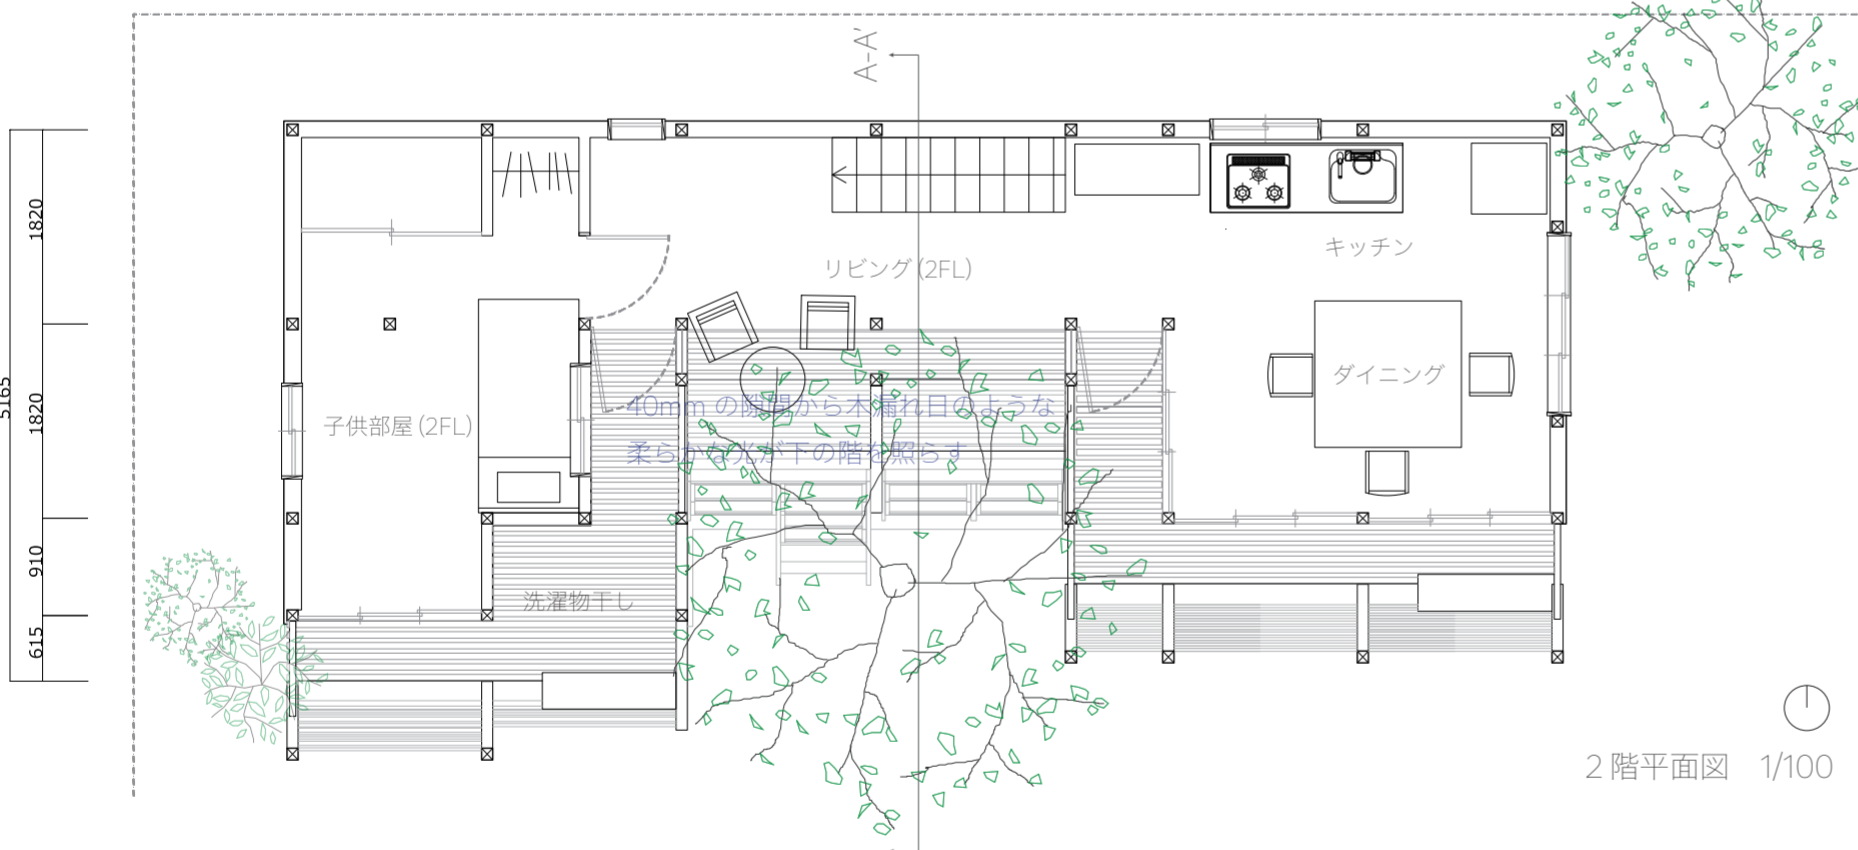 A-A'
1820
キッチン
リビング(2FL)
5165
1820
ダイニング
40mm の隙間から木漏れ日のような
子供部屋(2FL)
柔らかな光が下の階を照らす
910
洗濯物干し
615
2 階平面図 1/100